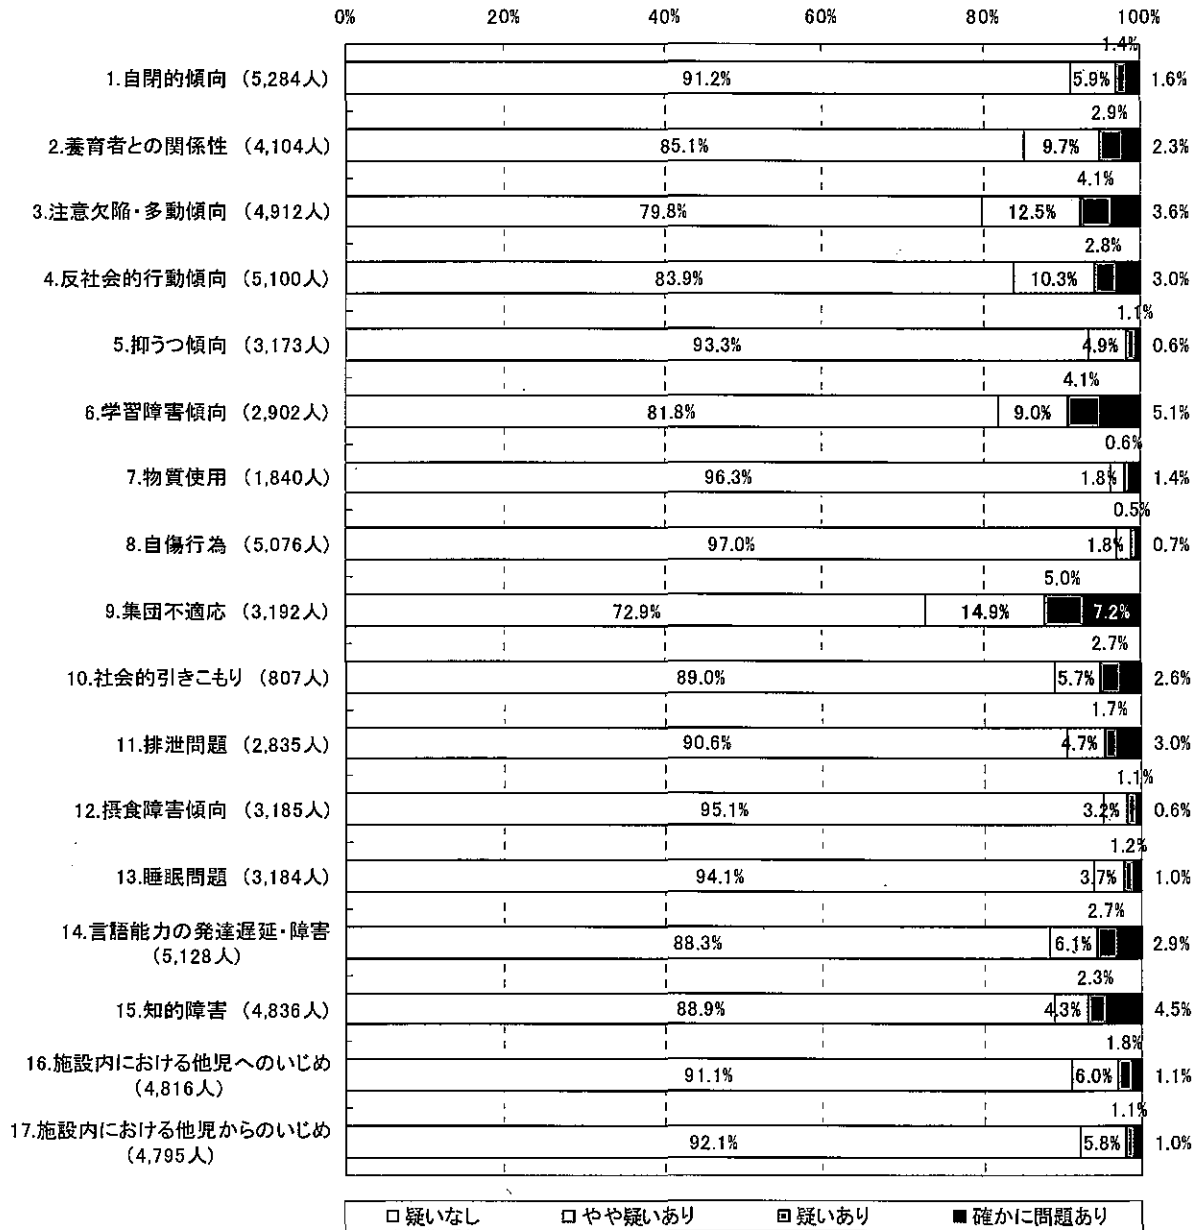 0% 20% 40% 60% 80% 100%
1.4%
1.自閉的傾向 (5,284人) 91.2% 5.9% 1.6%
2.9%
2.養育者との関係性 (4,104人) 85.1% 9.7% 2.3%
4.1%
3.注意欠陥・多動傾向 (4,912人) 79.8% 12.5% 3.6%
2.8%
4.反社会的行動傾向 (5,100人) 83.9% 10.3% 3.0%
1.1%
5.抑うつ傾向 (3,173人) 93.3% 4.9% 0.6%
4.1%
6.学習障害傾向 (2,902人) 81.8% 9.0% 5.1%
0.6%
7.物質使用 (1,840人) 96.3% 1.8% 1.4%
0.5%
8.自傷行為 (5,076人) 97.0% 1.8% 0.7%
5.0%
9.集団不適応 (3,192人) 72.9% 14.9% 7.2%
2.7%
10.社会的引きこもり (807人) 89.0% 5.7% 2.6%
1.7%
11.排泄問題 (2,835人) 90.6% 4.7% 3.0%
1.1%
12.摂食障害傾向 (3,185人) 95.1% 3.2% 0.6%
1.2%
13.睡眠問題 (3,184人) 94.1% 3.7% 1.0%
2.7%
14.言語能力の発達遅延・障害
(5,128人) 88.3% 6.1% 2.9%
2.3%
15.知的障害 (4,836人) 88.9% 4.3% 4.5%
1.8%
16.施設内における他児へのいじめ
(4,816人) 91.1% 6.0% 1.1%
1.1%
17.施設内における他児からのいじめ
(4,795人) 92.1% 5.8% 1.0%
疑いなし やや疑いあり 疑いあり 確かに問題あり